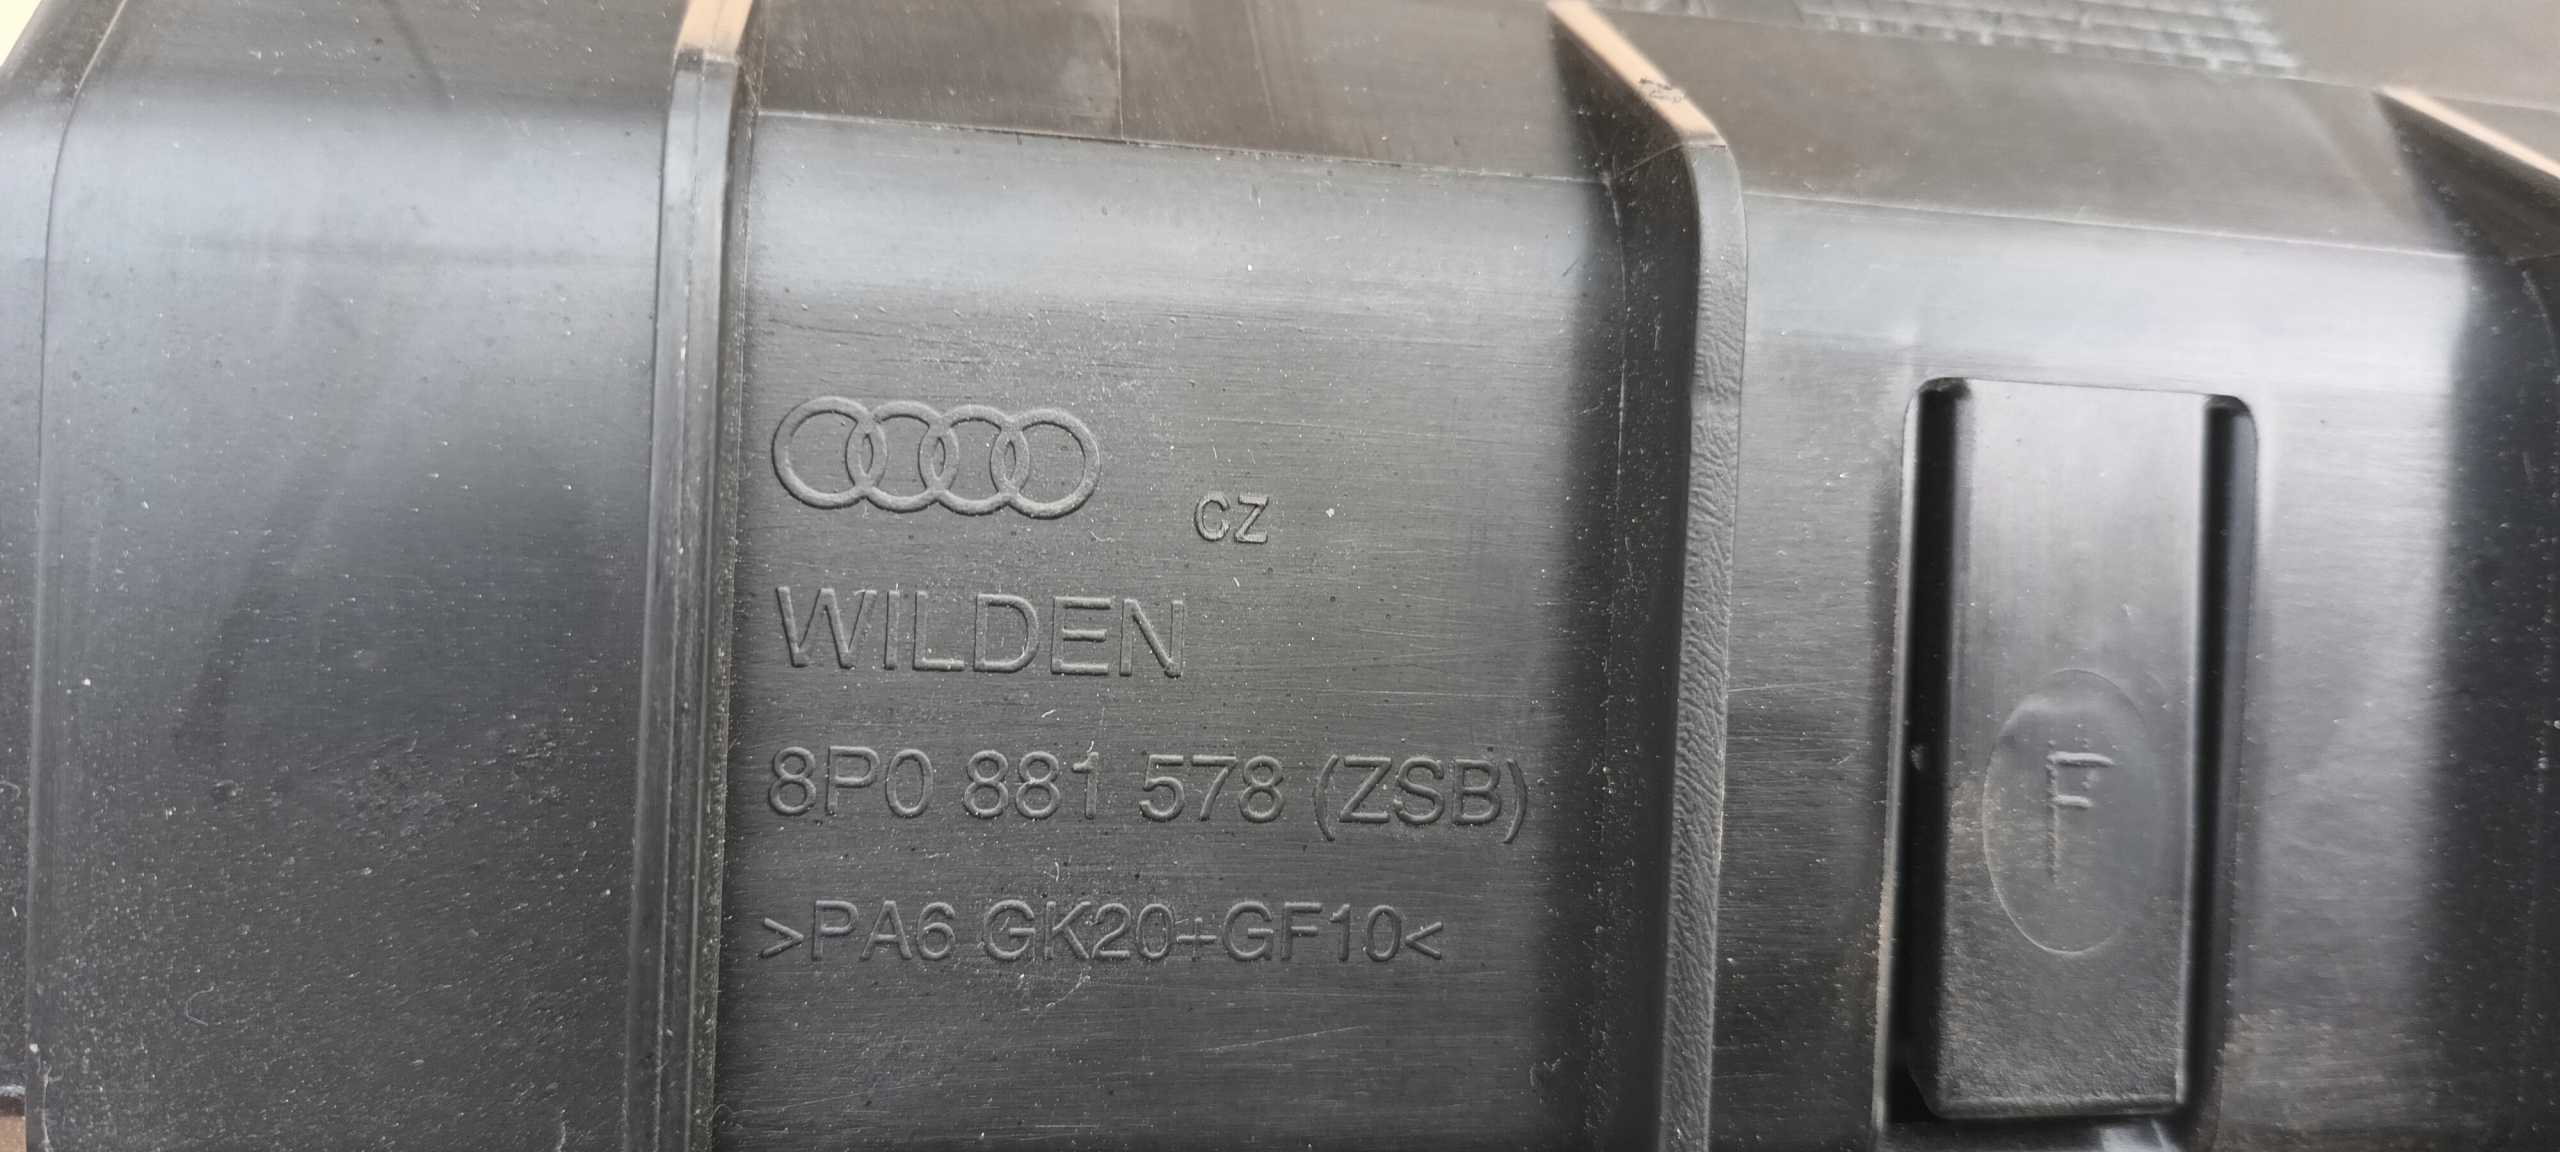 CZ
WILDEN
8P0 881 578 (ZSB)
>PA6 GK20+GF10<
F